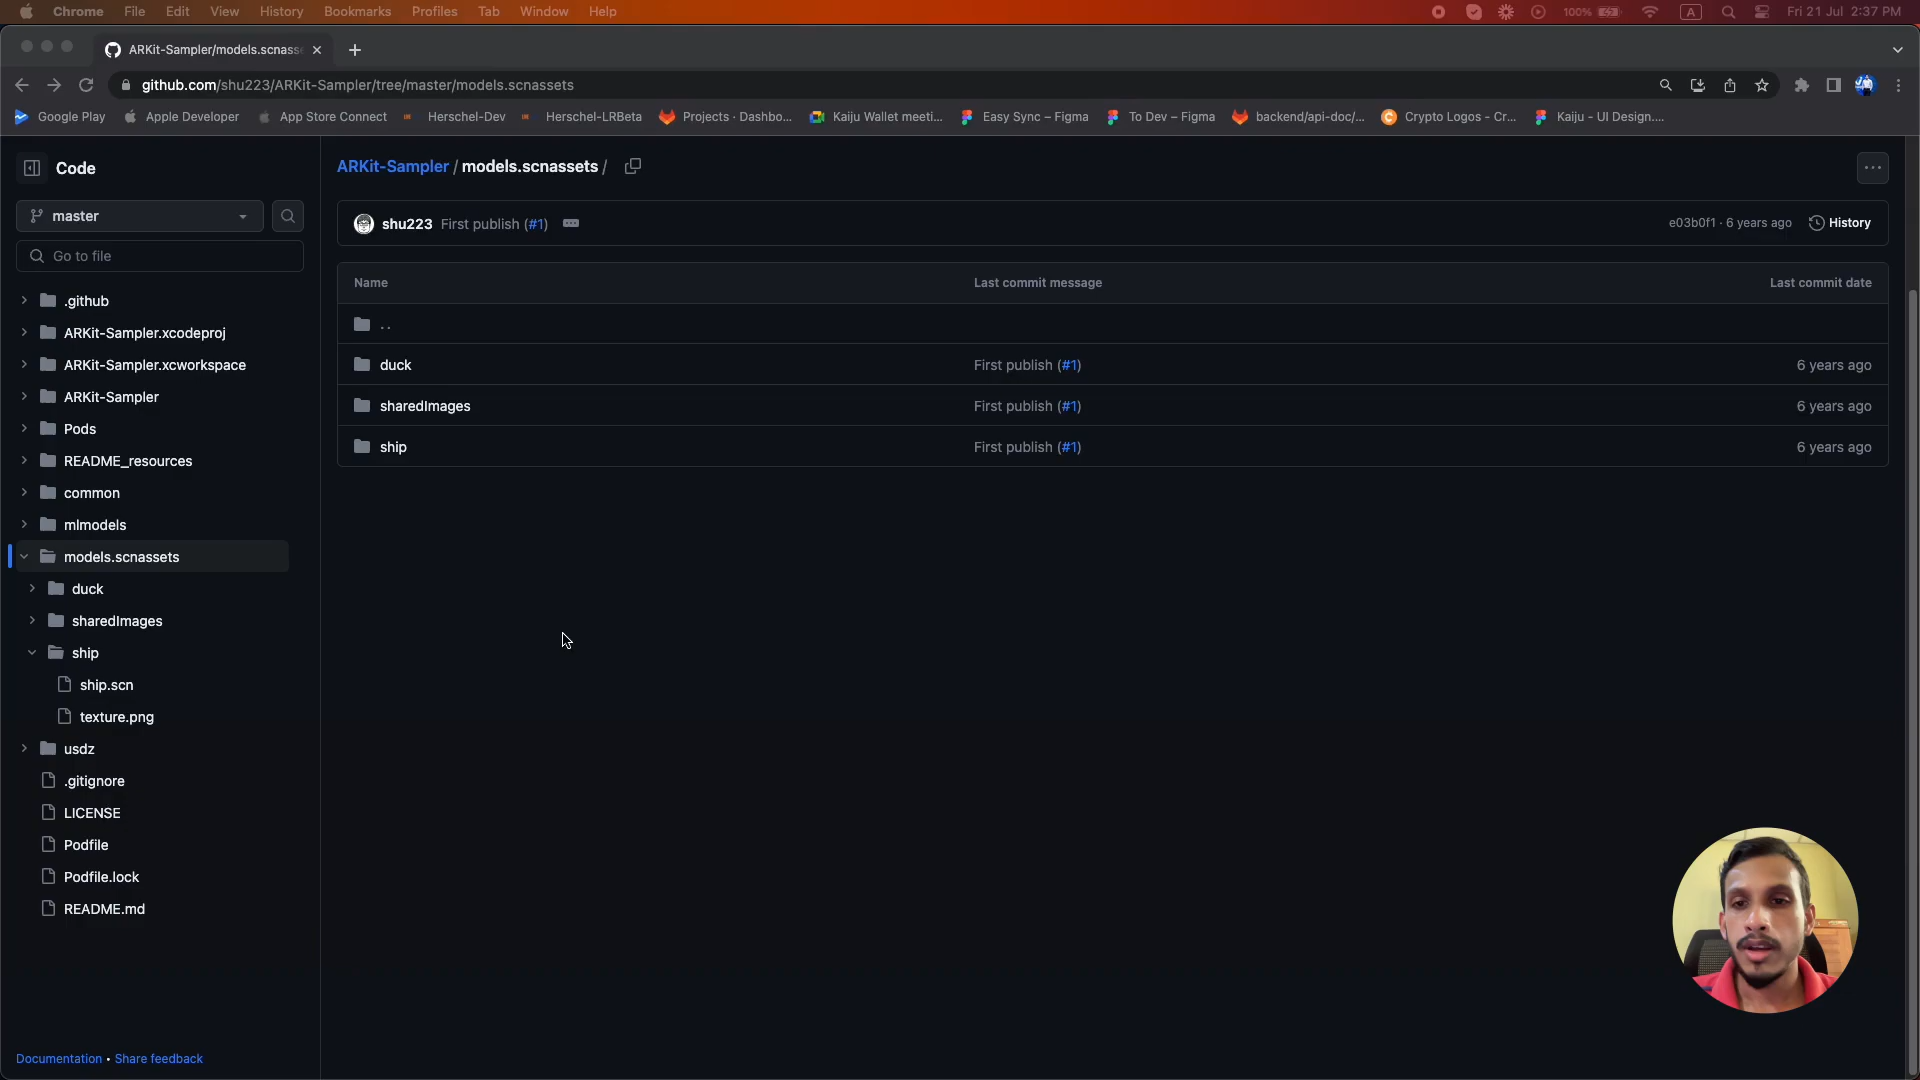 Chrome File Edit View History Bookmarks Profiles Tab Window Help 100% A Fri 21 Jul 2:37 PM
ARKit-Sampler/models.scnasse
github.com/shu223/ARKit-Sampler/tree/master/models.scnassets
Google Play Apple Developer App Store Connect Herschel-Dev Herschel-LRBeta Projects · Dashbo... Kaiju Wallet meeti... Easy Sync – Figma To Dev – Figma backend/api-doc/... Crypto Logos - Cr... Kaiju - UI Design....
Code
master
Go to file
.github
ARKit-Sampler.xcodeproj
ARKit-Sampler.xcworkspace
ARKit-Sampler
Pods
README_resources
common
mlmodels
models.scnassets
duck
sharedImages
ship
ship.scn
texture.png
usdz
.gitignore
LICENSE
Podfile
Podfile.lock
README.md
Documentation • Share feedback
ARKit-Sampler / models.scnassets /
shu223 First publish (#1) e03b0f1 · 6 years ago History
Name Last commit message Last commit date
..
duck First publish (#1) 6 years ago
sharedImages First publish (#1) 6 years ago
ship First publish (#1) 6 years ago